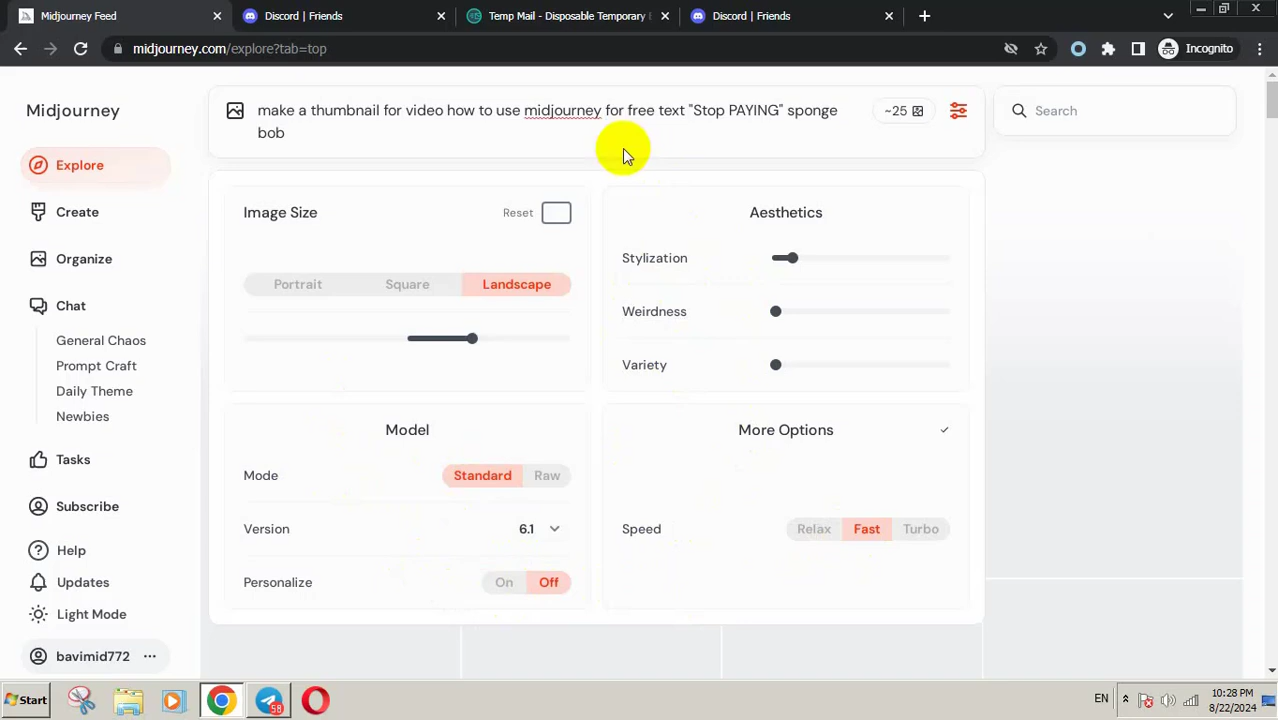 Midjourney Feed
Discord | Friends
Temp Mail - Disposable Temporary
Discord | Friends
midjourney.com/explore?tab=top
Incognito
Midjourney
make a thumbnail for video how to use midjourney for free text "Stop PAYING" sponge
bob
~25
Search
Explore
Create
Organize
Chat
General Chaos
Prompt Craft
Daily Theme
Newbies
Tasks
Subscribe
Help
Updates
Light Mode
bavimid772
Image Size
Reset
Portrait
Square
Landscape
Aesthetics
Stylization
Weirdness
Variety
Model
Mode
Standard
Raw
Version
6.1
Personalize
On
Off
More Options
Speed
Relax
Fast
Turbo
Start
58
EN
10:28 PM
8/22/2024